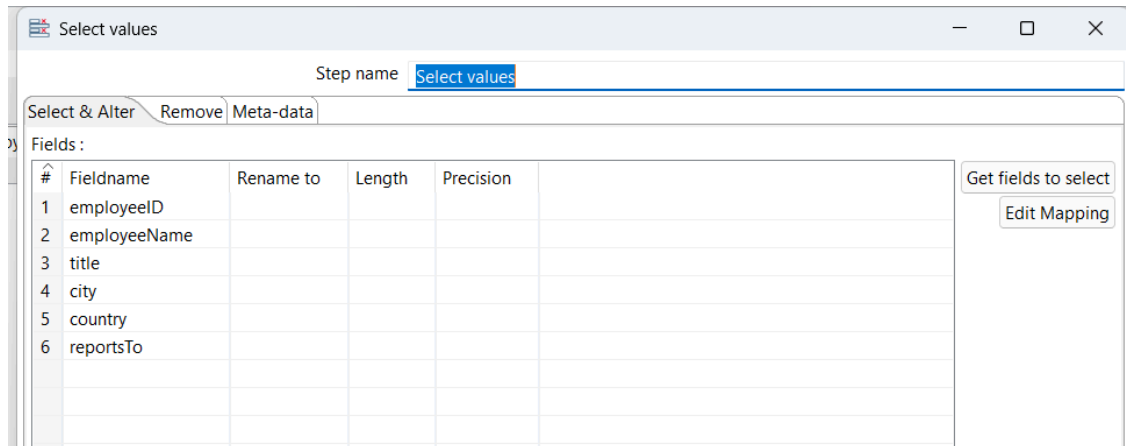 Select values
Step name Select values
Select & Alter Remove Meta-data
Fields :
# Fieldname Rename to Length Precision
Get fields to select
1 employeeID
Edit Mapping
2 employeeName
3 title
4 city
5 country
6 reportsTo